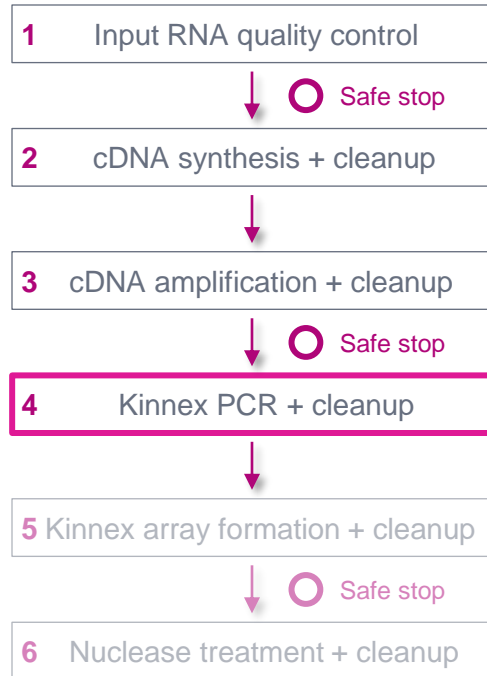 1 Input RNA quality control
Safe stop
2 cDNA synthesis + cleanup
3 cDNA amplification + cleanup
Safe stop
4 Kinnex PCR + cleanup
5 Kinnex array formation + cleanup
Safe stop
6 Nuclease treatment + cleanup